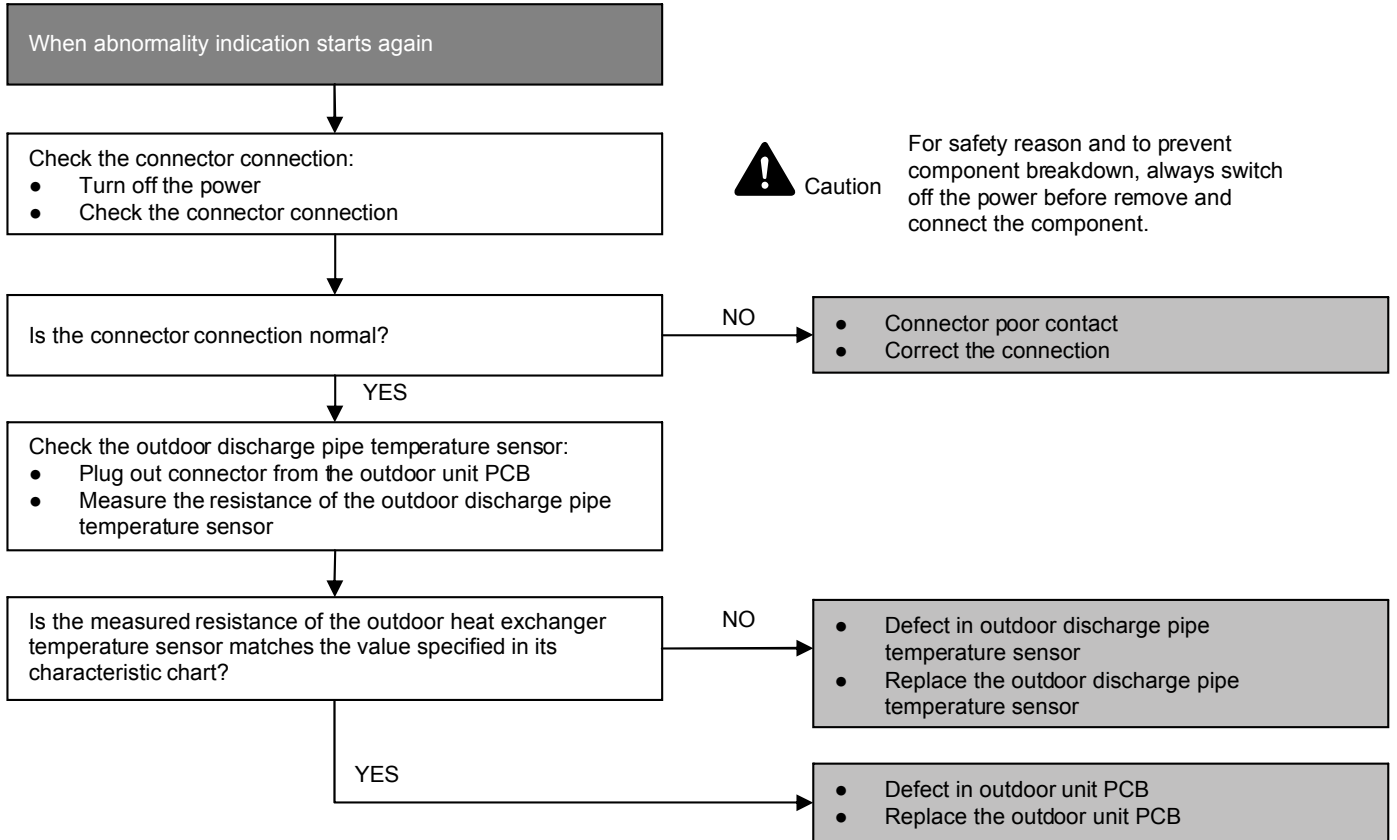 When abnormality indication starts again
Check the connector connection:
● Turn off the power
● Check the connector connection
Caution
For safety reason and to prevent
component breakdown, always switch
off the power before remove and
connect the component.
Is the connector connection normal?
NO
● Connector poor contact
● Correct the connection
YES
Check the outdoor discharge pipe temperature sensor:
● Plug out connector from the outdoor unit PCB
● Measure the resistance of the outdoor discharge pipe
temperature sensor
Is the measured resistance of the outdoor heat exchanger
temperature sensor matches the value specified in its
characteristic chart?
NO
● Defect in outdoor discharge pipe
temperature sensor
● Replace the outdoor discharge pipe
temperature sensor
YES
● Defect in outdoor unit PCB
● Replace the outdoor unit PCB